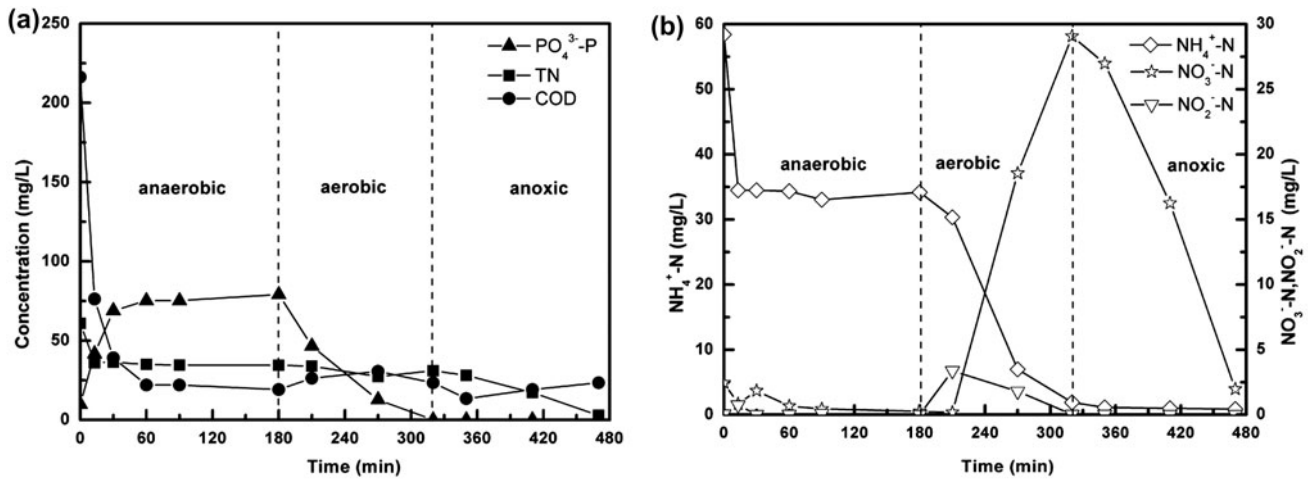 (a)
250
200
150
100
50
0
Concentration (mg/L)
PO₄³⁻-P
TN
COD
anaerobic
aerobic
anoxic
0 60 120 180 240 300 360 420 480
Time (min)
(b)
60
50
40
30
20
10
0
NH₄⁺-N (mg/L)
NH₄⁺-N
NO₃⁻-N
NO₂⁻-N
anaerobic
aerobic
anoxic
30
25
20
15
10
5
0
NO₃⁻-N,NO₂⁻-N (mg/L)
0 60 120 180 240 300 360 420 480
Time (min)